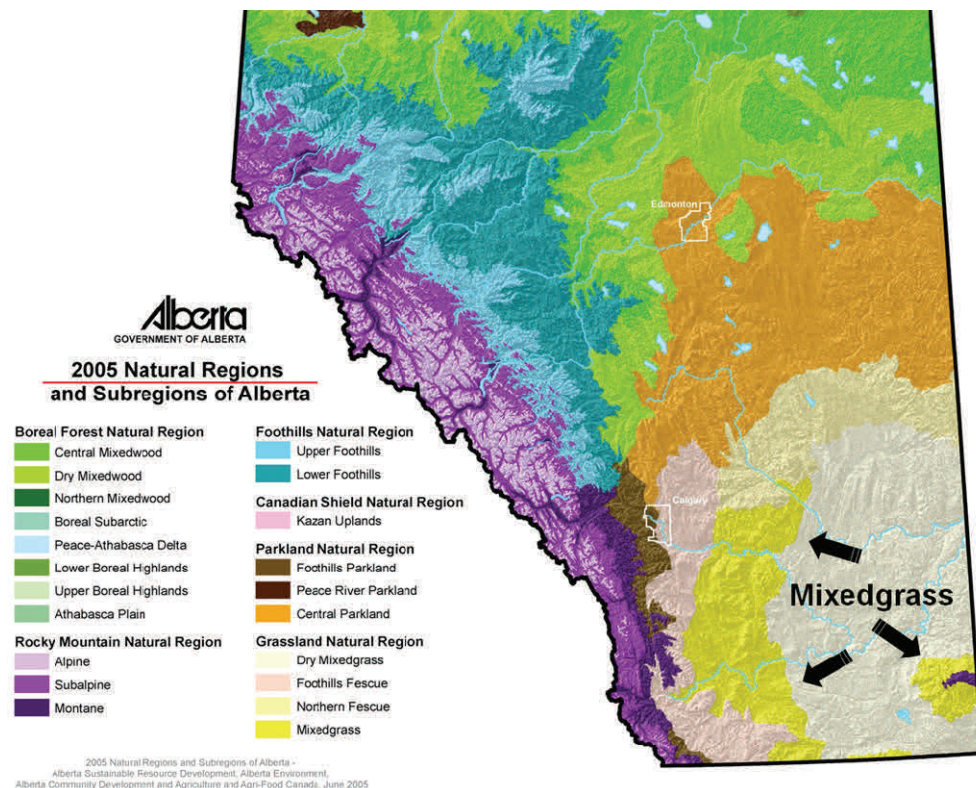 Edmonton
Alberta
GOVERNMENT OF ALBERTA
2005 Natural Regions
and Subregions of Alberta
Boreal Forest Natural Region
Central Mixedwood
Dry Mixedwood
Northern Mixedwood
Boreal Subarctic
Peace-Athabasca Delta
Lower Boreal Highlands
Upper Boreal Highlands
Athabasca Plain
Rocky Mountain Natural Region
Alpine
Subalpine
Montane
Foothills Natural Region
Upper Foothills
Lower Foothills
Canadian Shield Natural Region
Kazan Uplands
Parkland Natural Region
Foothills Parkland
Peace River Parkland
Central Parkland
Grassland Natural Region
Dry Mixedgrass
Foothills Fescue
Northern Fescue
Mixedgrass
Calgary
Mixedgrass
2005 Natural Regions and Subregions of Alberta -
Alberta Sustainable Resource Development, Alberta Environment,
Alberta Community Development and Agriculture and Agri-Food Canada, June 2005